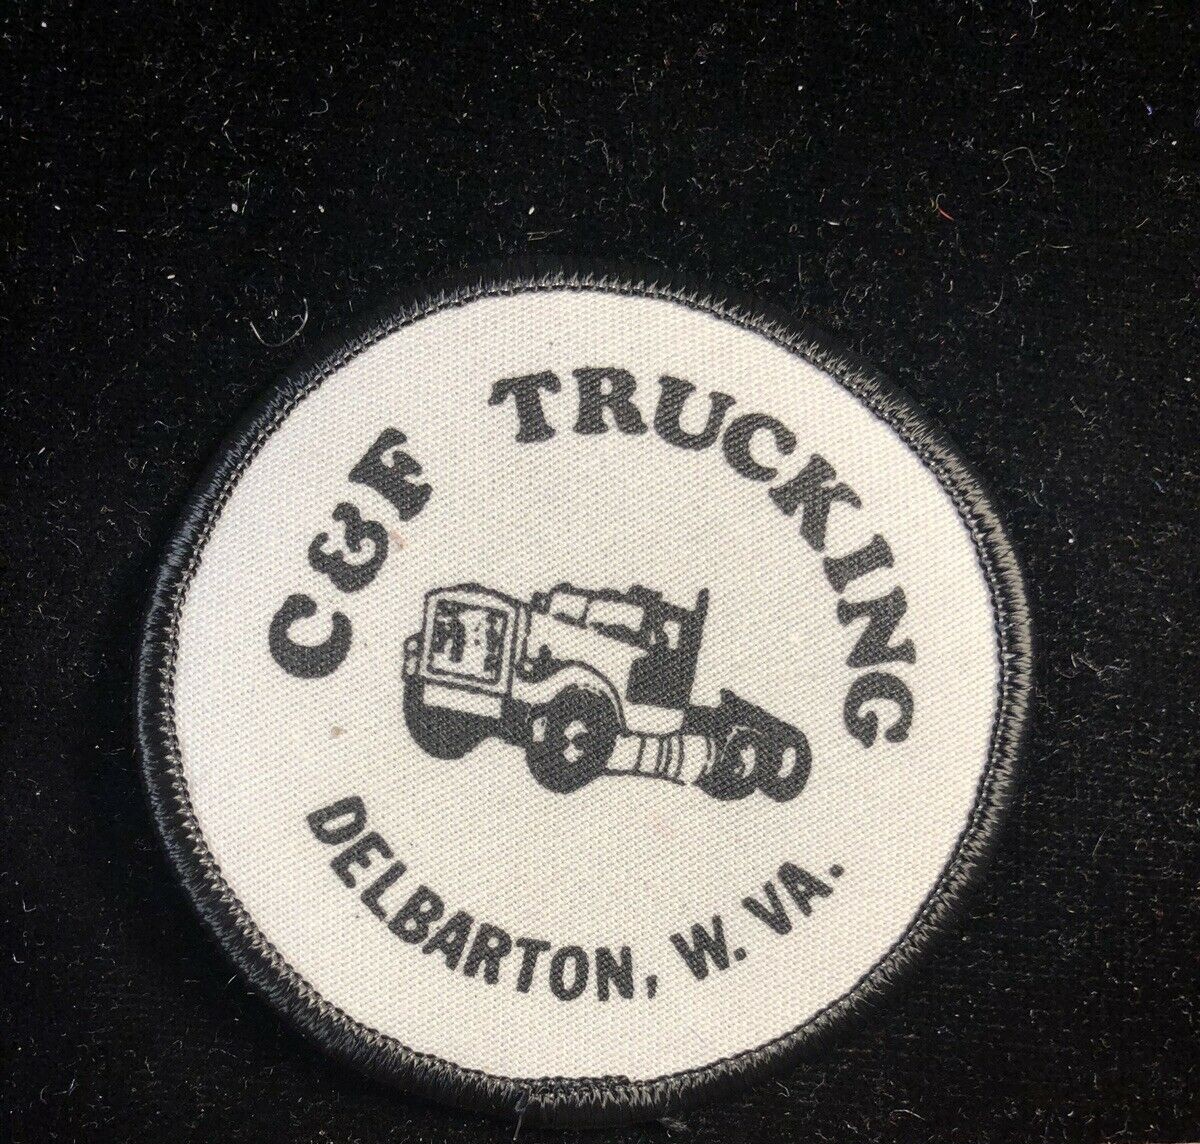 C&F TRUCKING
DELBARTON, W. VA.